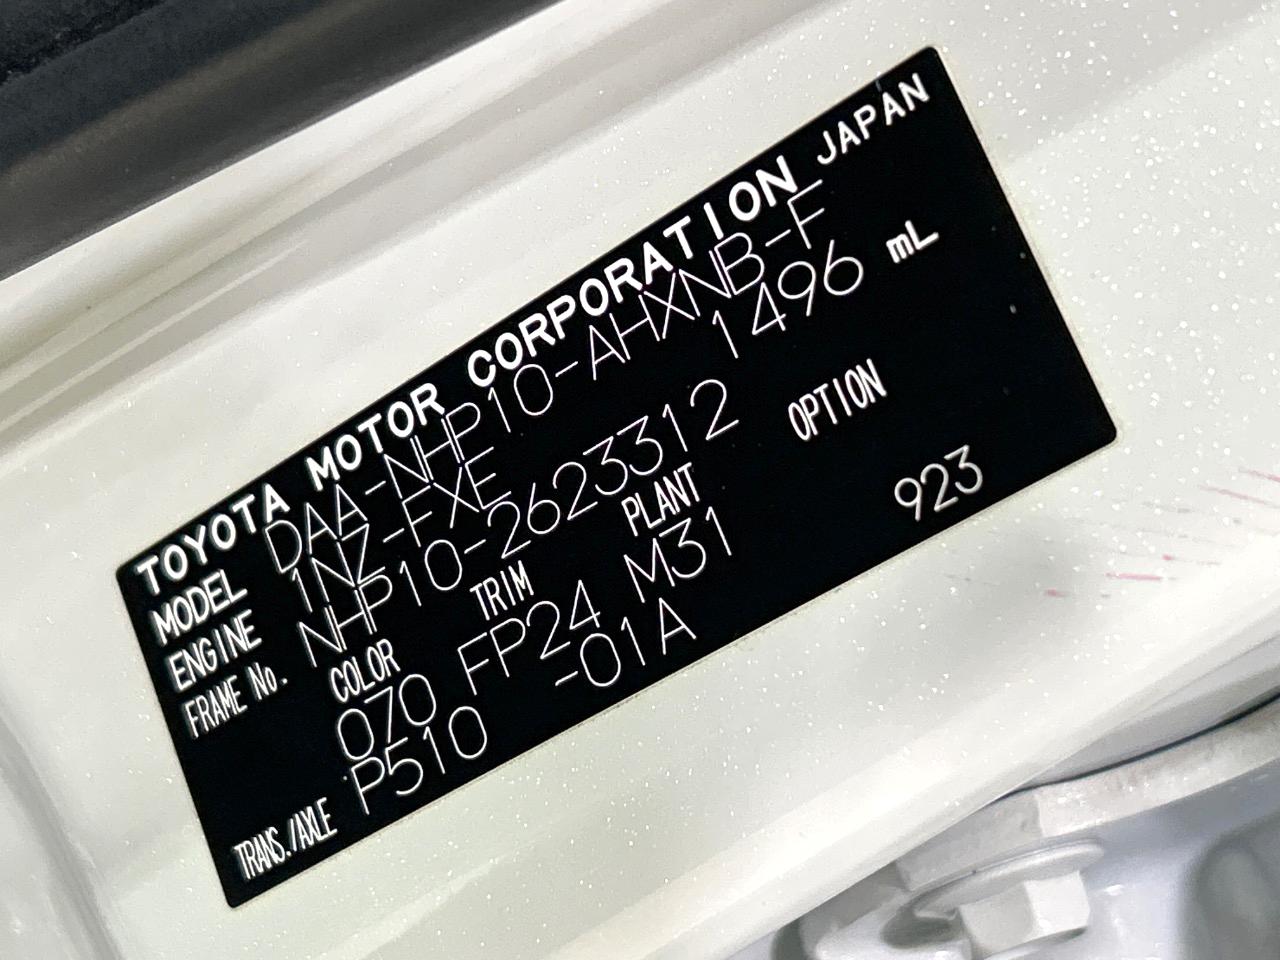 TOYOTA MOTOR CORPORATION JAPAN
MODEL DAA-NHP10-AHXNB-F
ENGINE 1NZ-FXE 1496 mL
FRAME No. NHP10-2623312
COLOR TRIM PLANT OPTION
070 FP24 M31 923
TRANS./AXLE P510 -01A